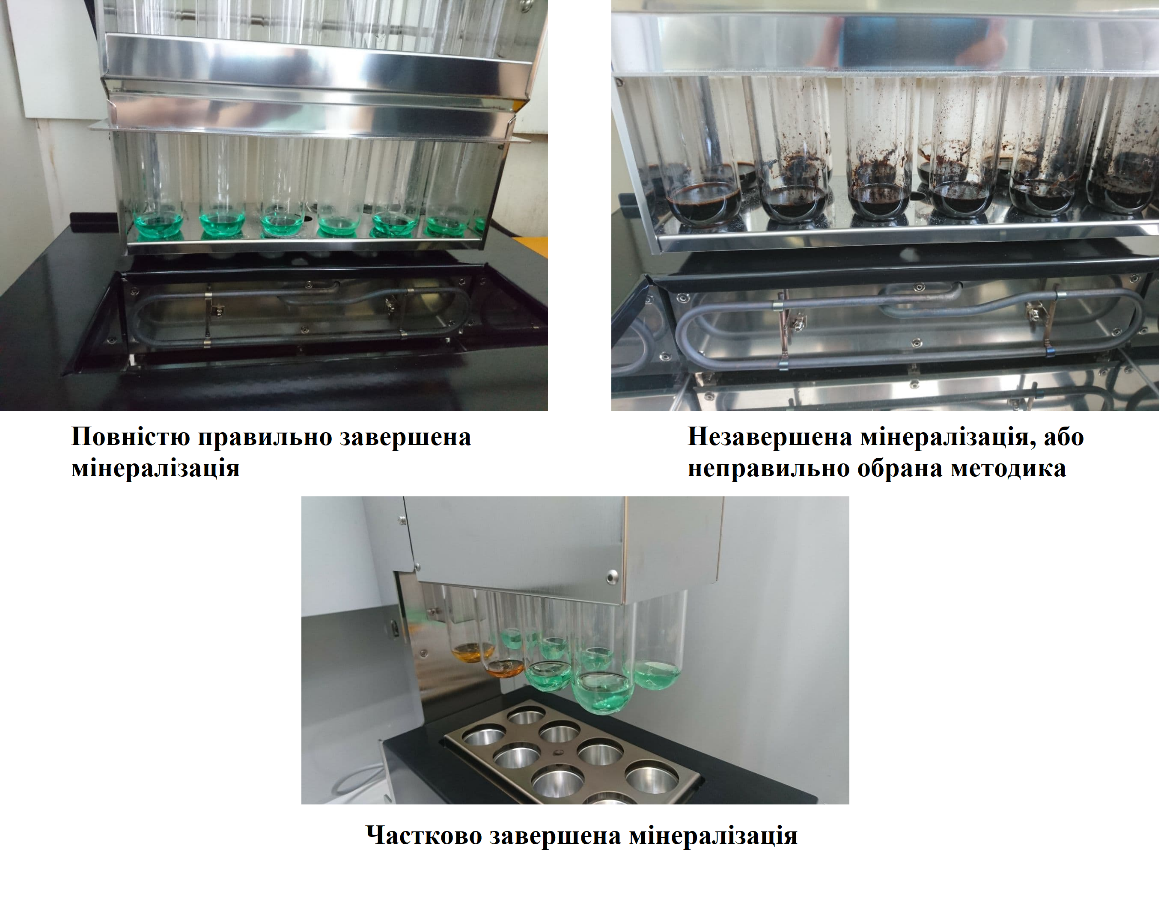 Повністю правильно завершена
мінералізація
Незавершена мінералізація, або
неправильно обрана методика
Частково завершена мінералізація